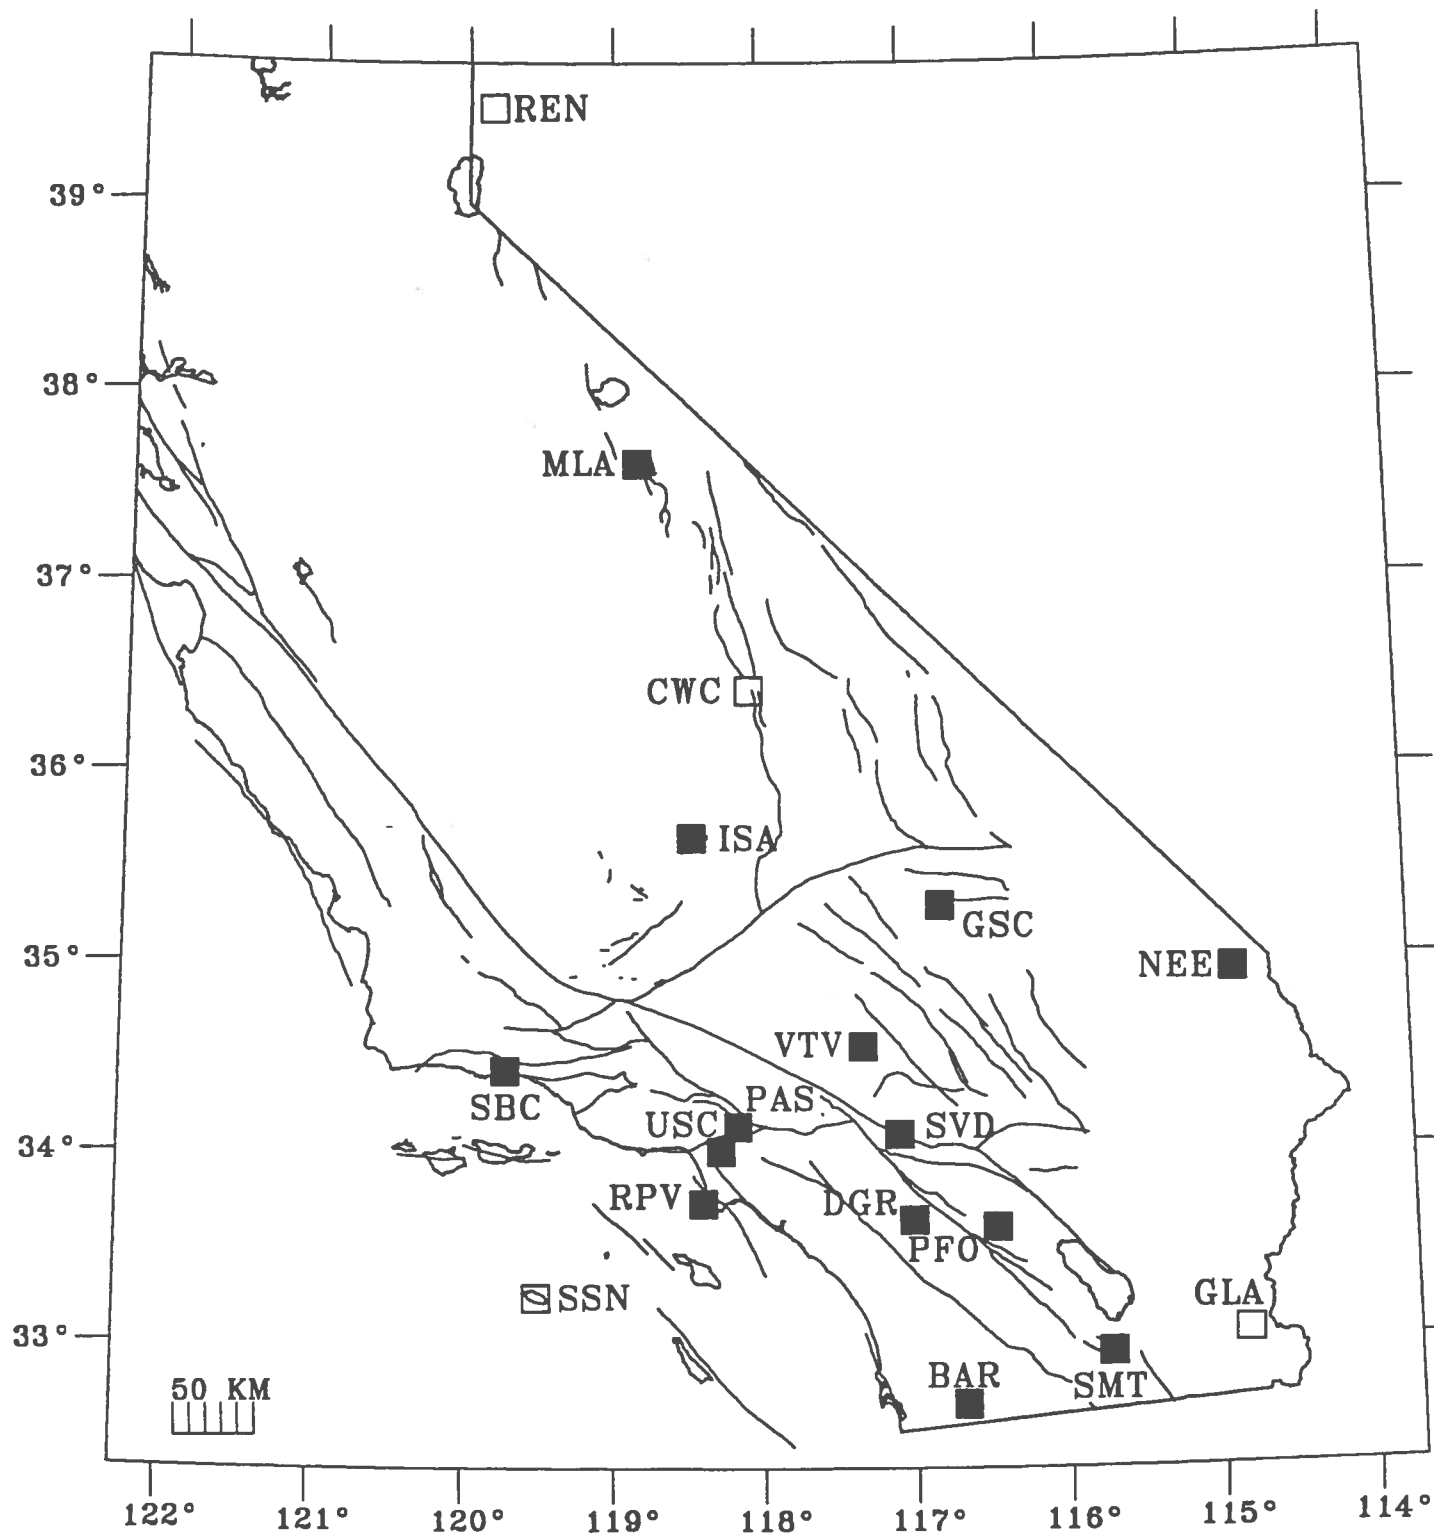 REN
39°
38°
MLA
37°
CWC
36°
ISA
GSC
35°
NEE
VTV
PAS
SBC
USC
SVD
34°
RPV
DGR
PFO
SSN
GLA
33°
BAR
SMT
50 KM
122°
121°
120°
119°
118°
117°
116°
115°
114°